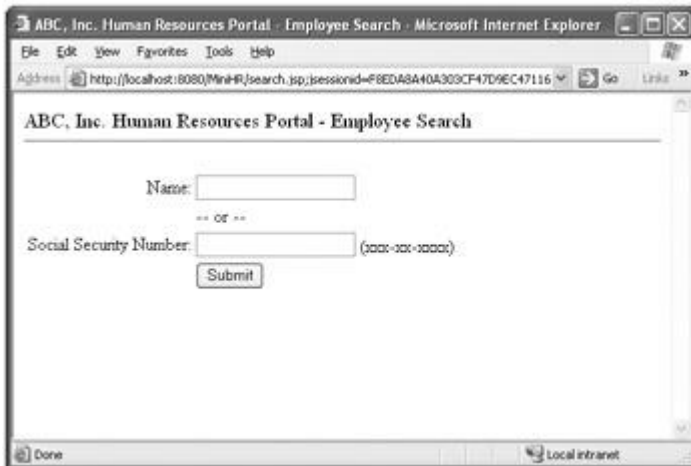 ABC, Inc. Human Resources Portal - Employee Search - Microsoft Internet Explorer
File Edit View Favorites Tools Help
Address http://localhost:8080/MiniHR/search.jsp;jsessionid=F8EDA8A40A303CF47D9EC47116 Go Links »
ABC, Inc. Human Resources Portal - Employee Search
Name:
-- or --
Social Security Number: (xxx-xx-xxxx)
Submit
Done Local intranet